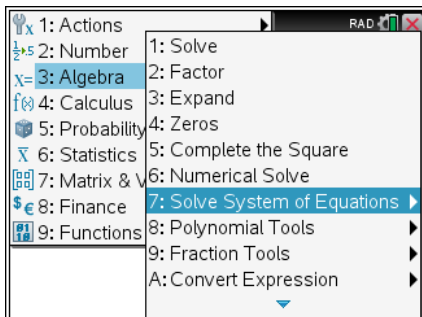 1: Actions
2: Number
3: Algebra
4: Calculus
5: Probability
6: Statistics
7: Matrix & V
8: Finance
9: Functions
RAD
1: Solve
2: Factor
3: Expand
4: Zeros
5: Complete the Square
6: Numerical Solve
7: Solve System of Equations
8: Polynomial Tools
9: Fraction Tools
A: Convert Expression